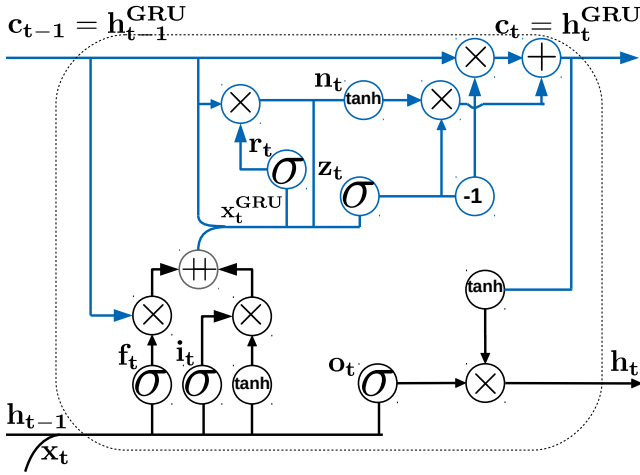 c_{t-1} = h_{t-1}^{GRU}
c_t = h_t^{GRU}
× +
n_t tanh ×
×
r_t
σ z_t
σ -1
x_t^{GRU}
⧺
tanh
× ×
f_t i_t o_t h_t
σ σ tanh σ ×
h_{t-1}
x_t